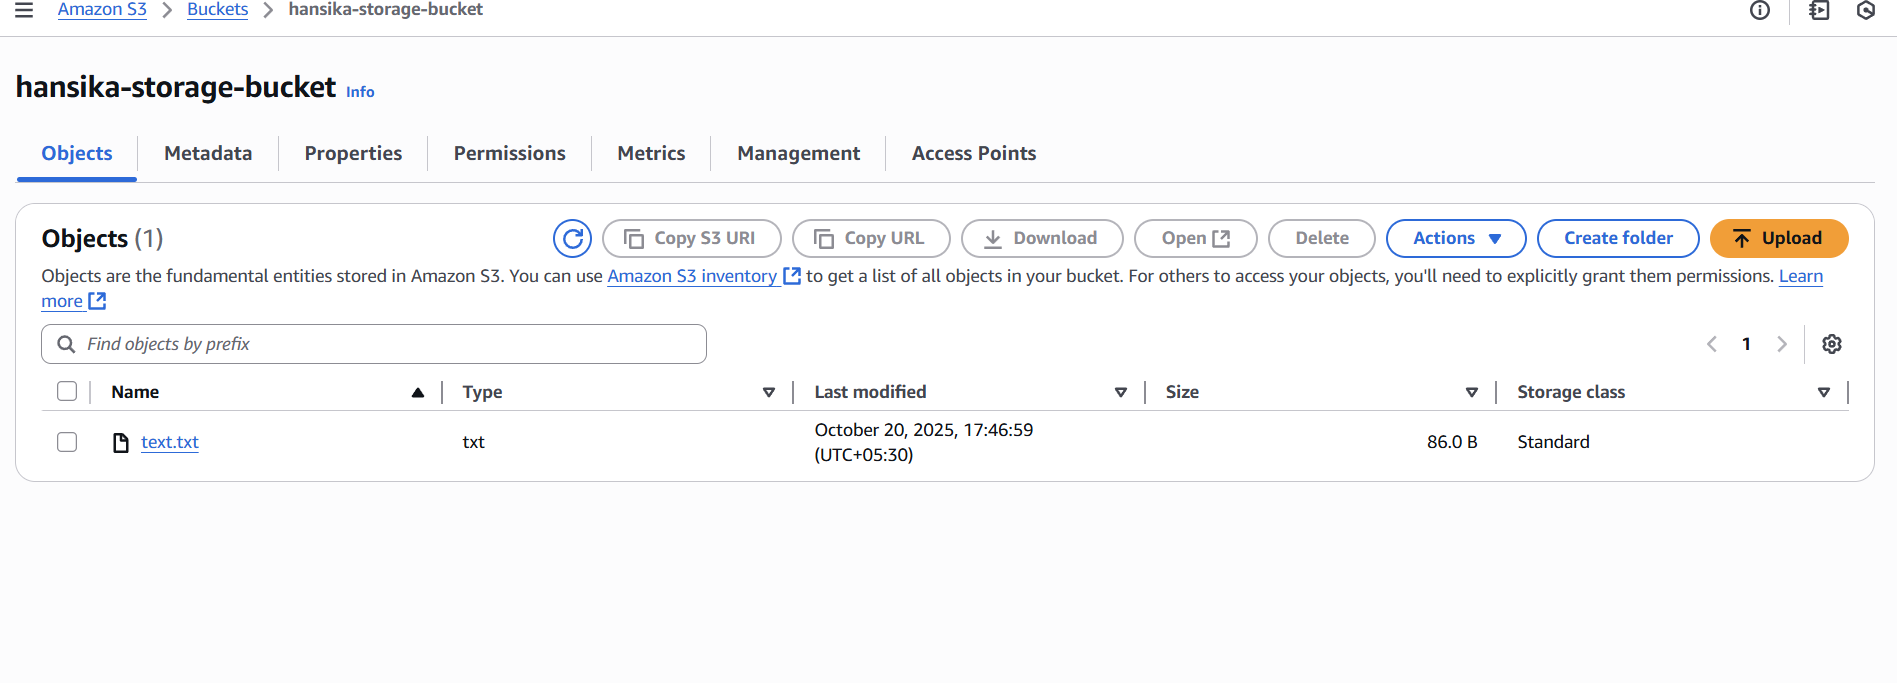 Amazon S3 > Buckets > hansika-storage-bucket
hansika-storage-bucket Info
Objects Metadata Properties Permissions Metrics Management Access Points
Objects (1) Copy S3 URI Copy URL Download Open Delete Actions Create folder Upload
Objects are the fundamental entities stored in Amazon S3. You can use Amazon S3 inventory to get a list of all objects in your bucket. For others to access your objects, you'll need to explicitly grant them permissions. Learn
more
Find objects by prefix 1
Name Type Last modified Size Storage class
text.txt txt October 20, 2025, 17:46:59 86.0 B Standard
(UTC+05:30)